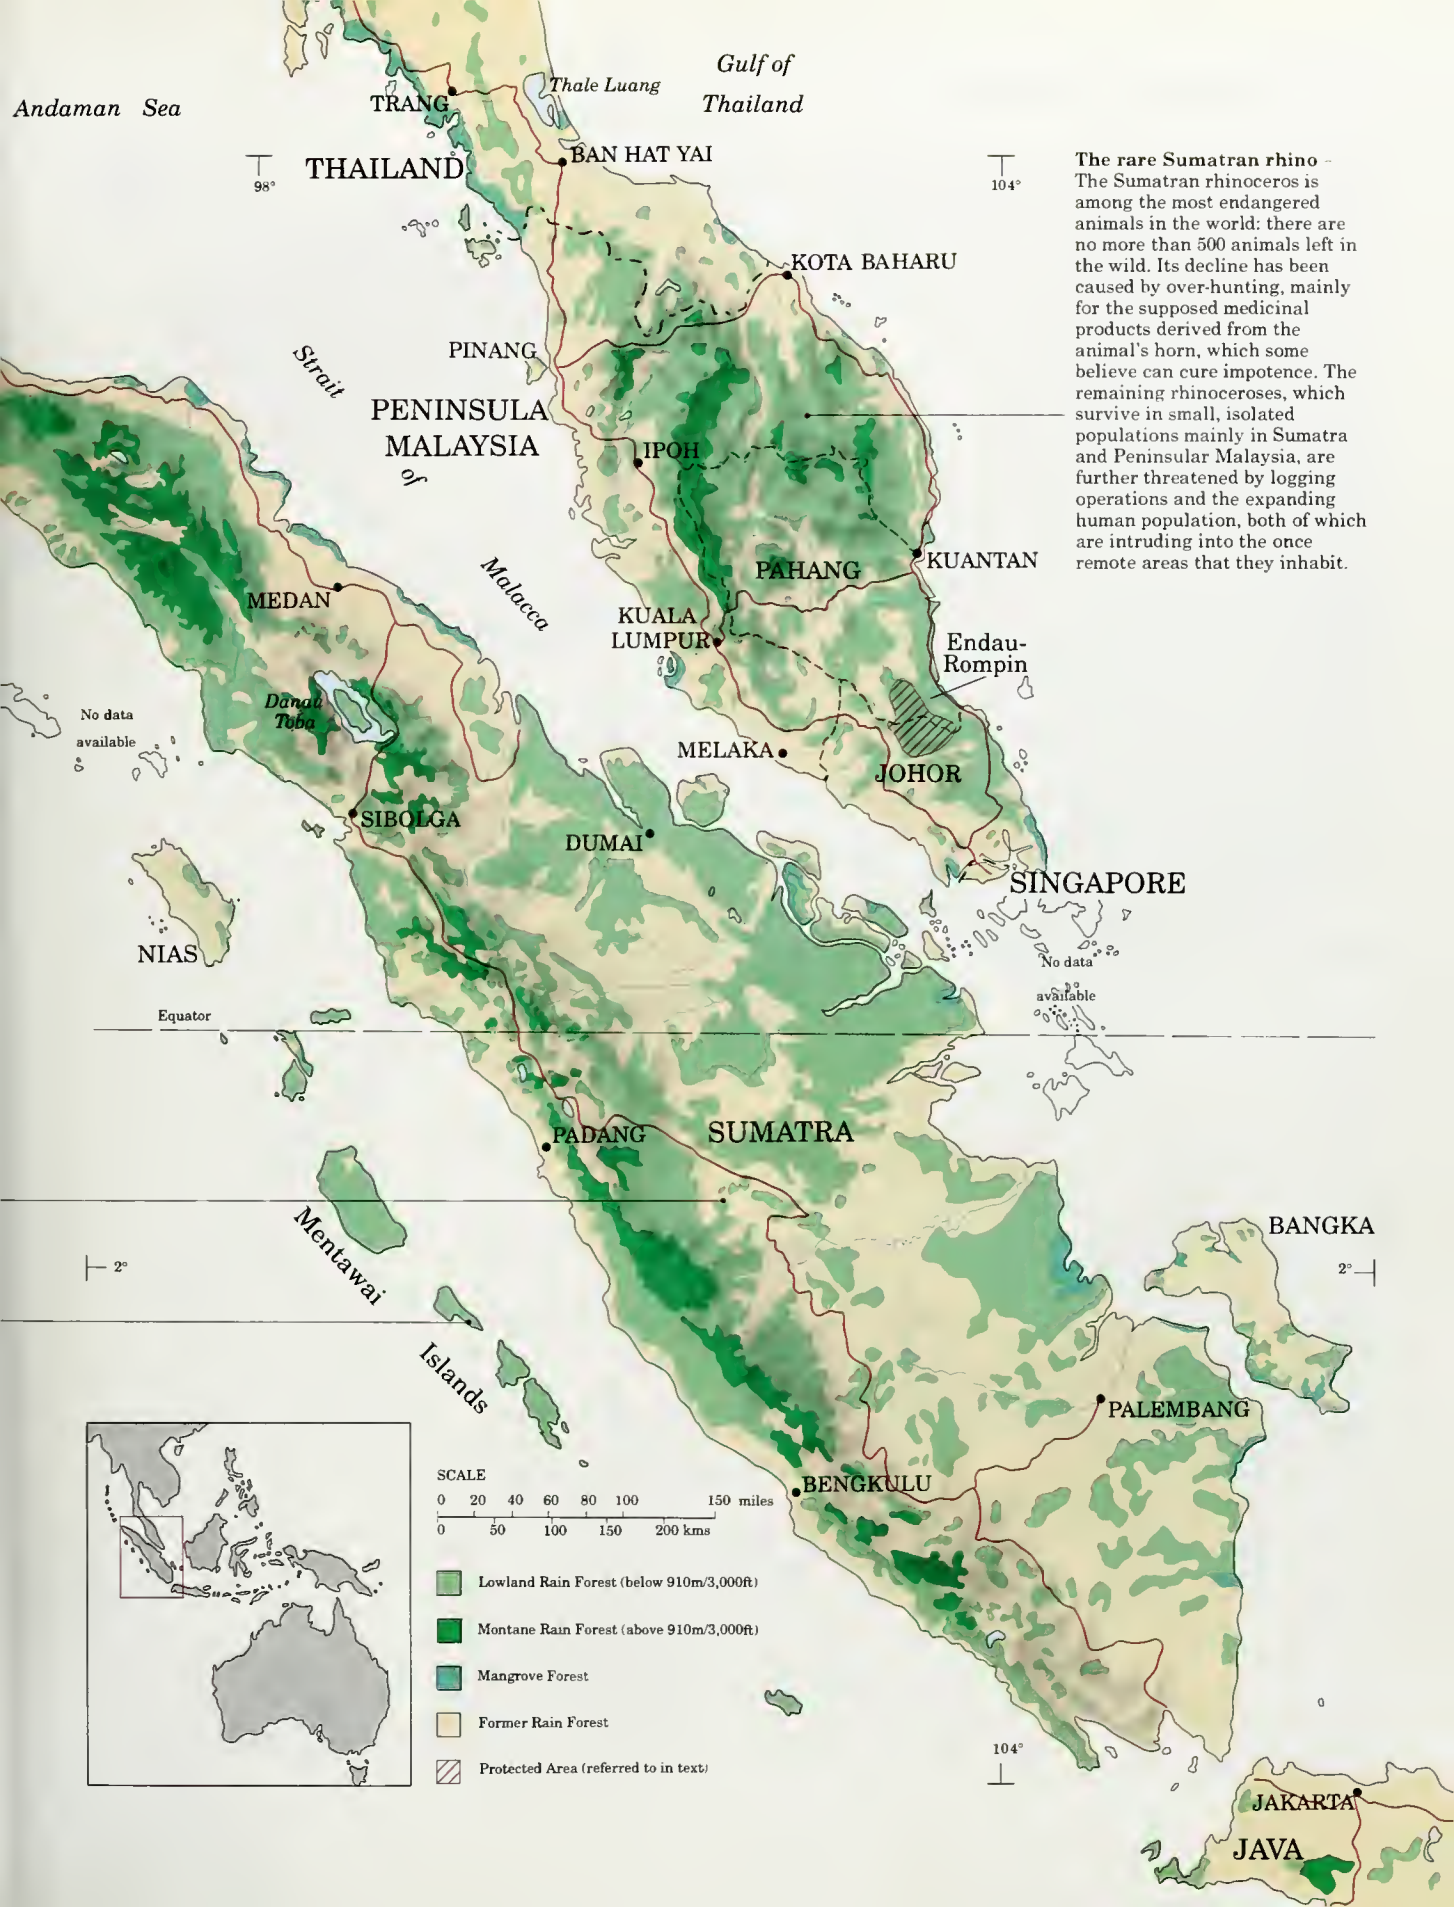 Gulf of
Thailand
Andaman Sea
Thale Luang
TRANG
THAILAND
BAN HAT YAI
98°
104°
The rare Sumatran rhino –
The Sumatran rhinoceros is
among the most endangered
animals in the world: there are
no more than 500 animals left in
the wild. Its decline has been
caused by over-hunting, mainly
for the supposed medicinal
products derived from the
animal's horn, which some
believe can cure impotence. The
remaining rhinoceroses, which
survive in small, isolated
populations mainly in Sumatra
and Peninsular Malaysia, are
further threatened by logging
operations and the expanding
human population, both of which
are intruding into the once
remote areas that they inhabit.
KOTA BAHARU
PINANG
Strait
of
Malacca
PENINSULA
MALAYSIA
IPOH
PAHANG
KUANTAN
MEDAN
KUALA
LUMPUR
Endau-
Rompin
Danau
Toba
No data
available
MELAKA
JOHOR
SIBOLGA
DUMAI
SINGAPORE
NIAS
No data
available
Equator
PADANG
SUMATRA
Mentawai
Islands
BANGKA
2°
2°
PALEMBANG
BENGKULU
SCALE
0 20 40 60 80 100 150 miles
0 50 100 150 200 kms
Lowland Rain Forest (below 910m/3,000ft)
Montane Rain Forest (above 910m/3,000ft)
Mangrove Forest
Former Rain Forest
Protected Area (referred to in text)
104°
JAKARTA
JAVA